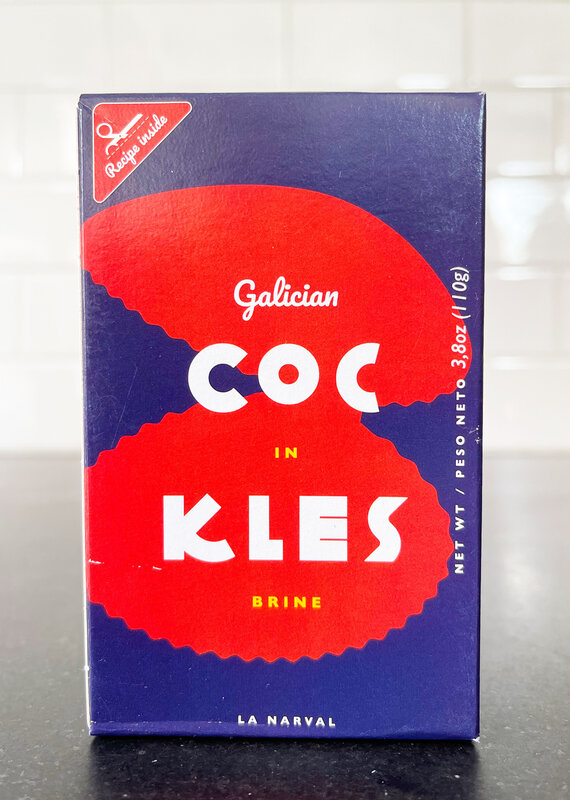 Recipe inside
Galician
COC
IN
KLES
BRINE
NET WT / PESO NETO 3,8oz (110g)
LA NARVAL